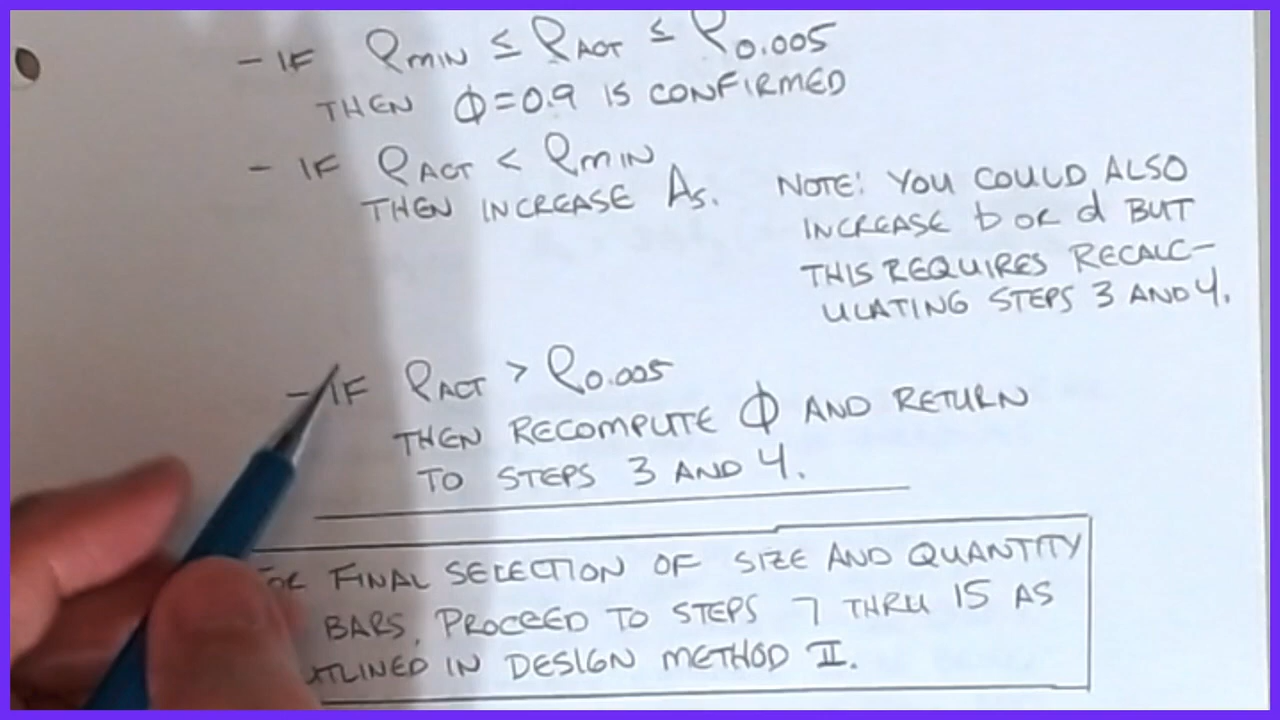 - IF ρMIN ≤ ρACT ≤ ρ0.005
THEN ϕ=0.9 IS CONFIRMED
- IF ρACT < ρMIN
THEN INCREASE As.
NOTE: YOU COULD ALSO
INCREASE b OR d BUT
THIS REQUIRES RECALC-
ULATING STEPS 3 AND 4.
- IF ρACT > ρ0.005
THEN RECOMPUTE ϕ AND RETURN
TO STEPS 3 AND 4.
FINAL SELECTION OF SIZE AND QUANTITY
BARS, PROCEED TO STEPS 7 THRU 15 AS
IN DESIGN METHOD II.